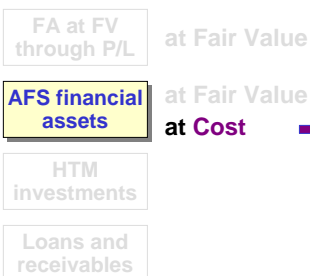 FA at FV
through P/L
at Fair Value
AFS financial
assets
at Fair Value
at Cost
HTM
investments
Loans and
receivables